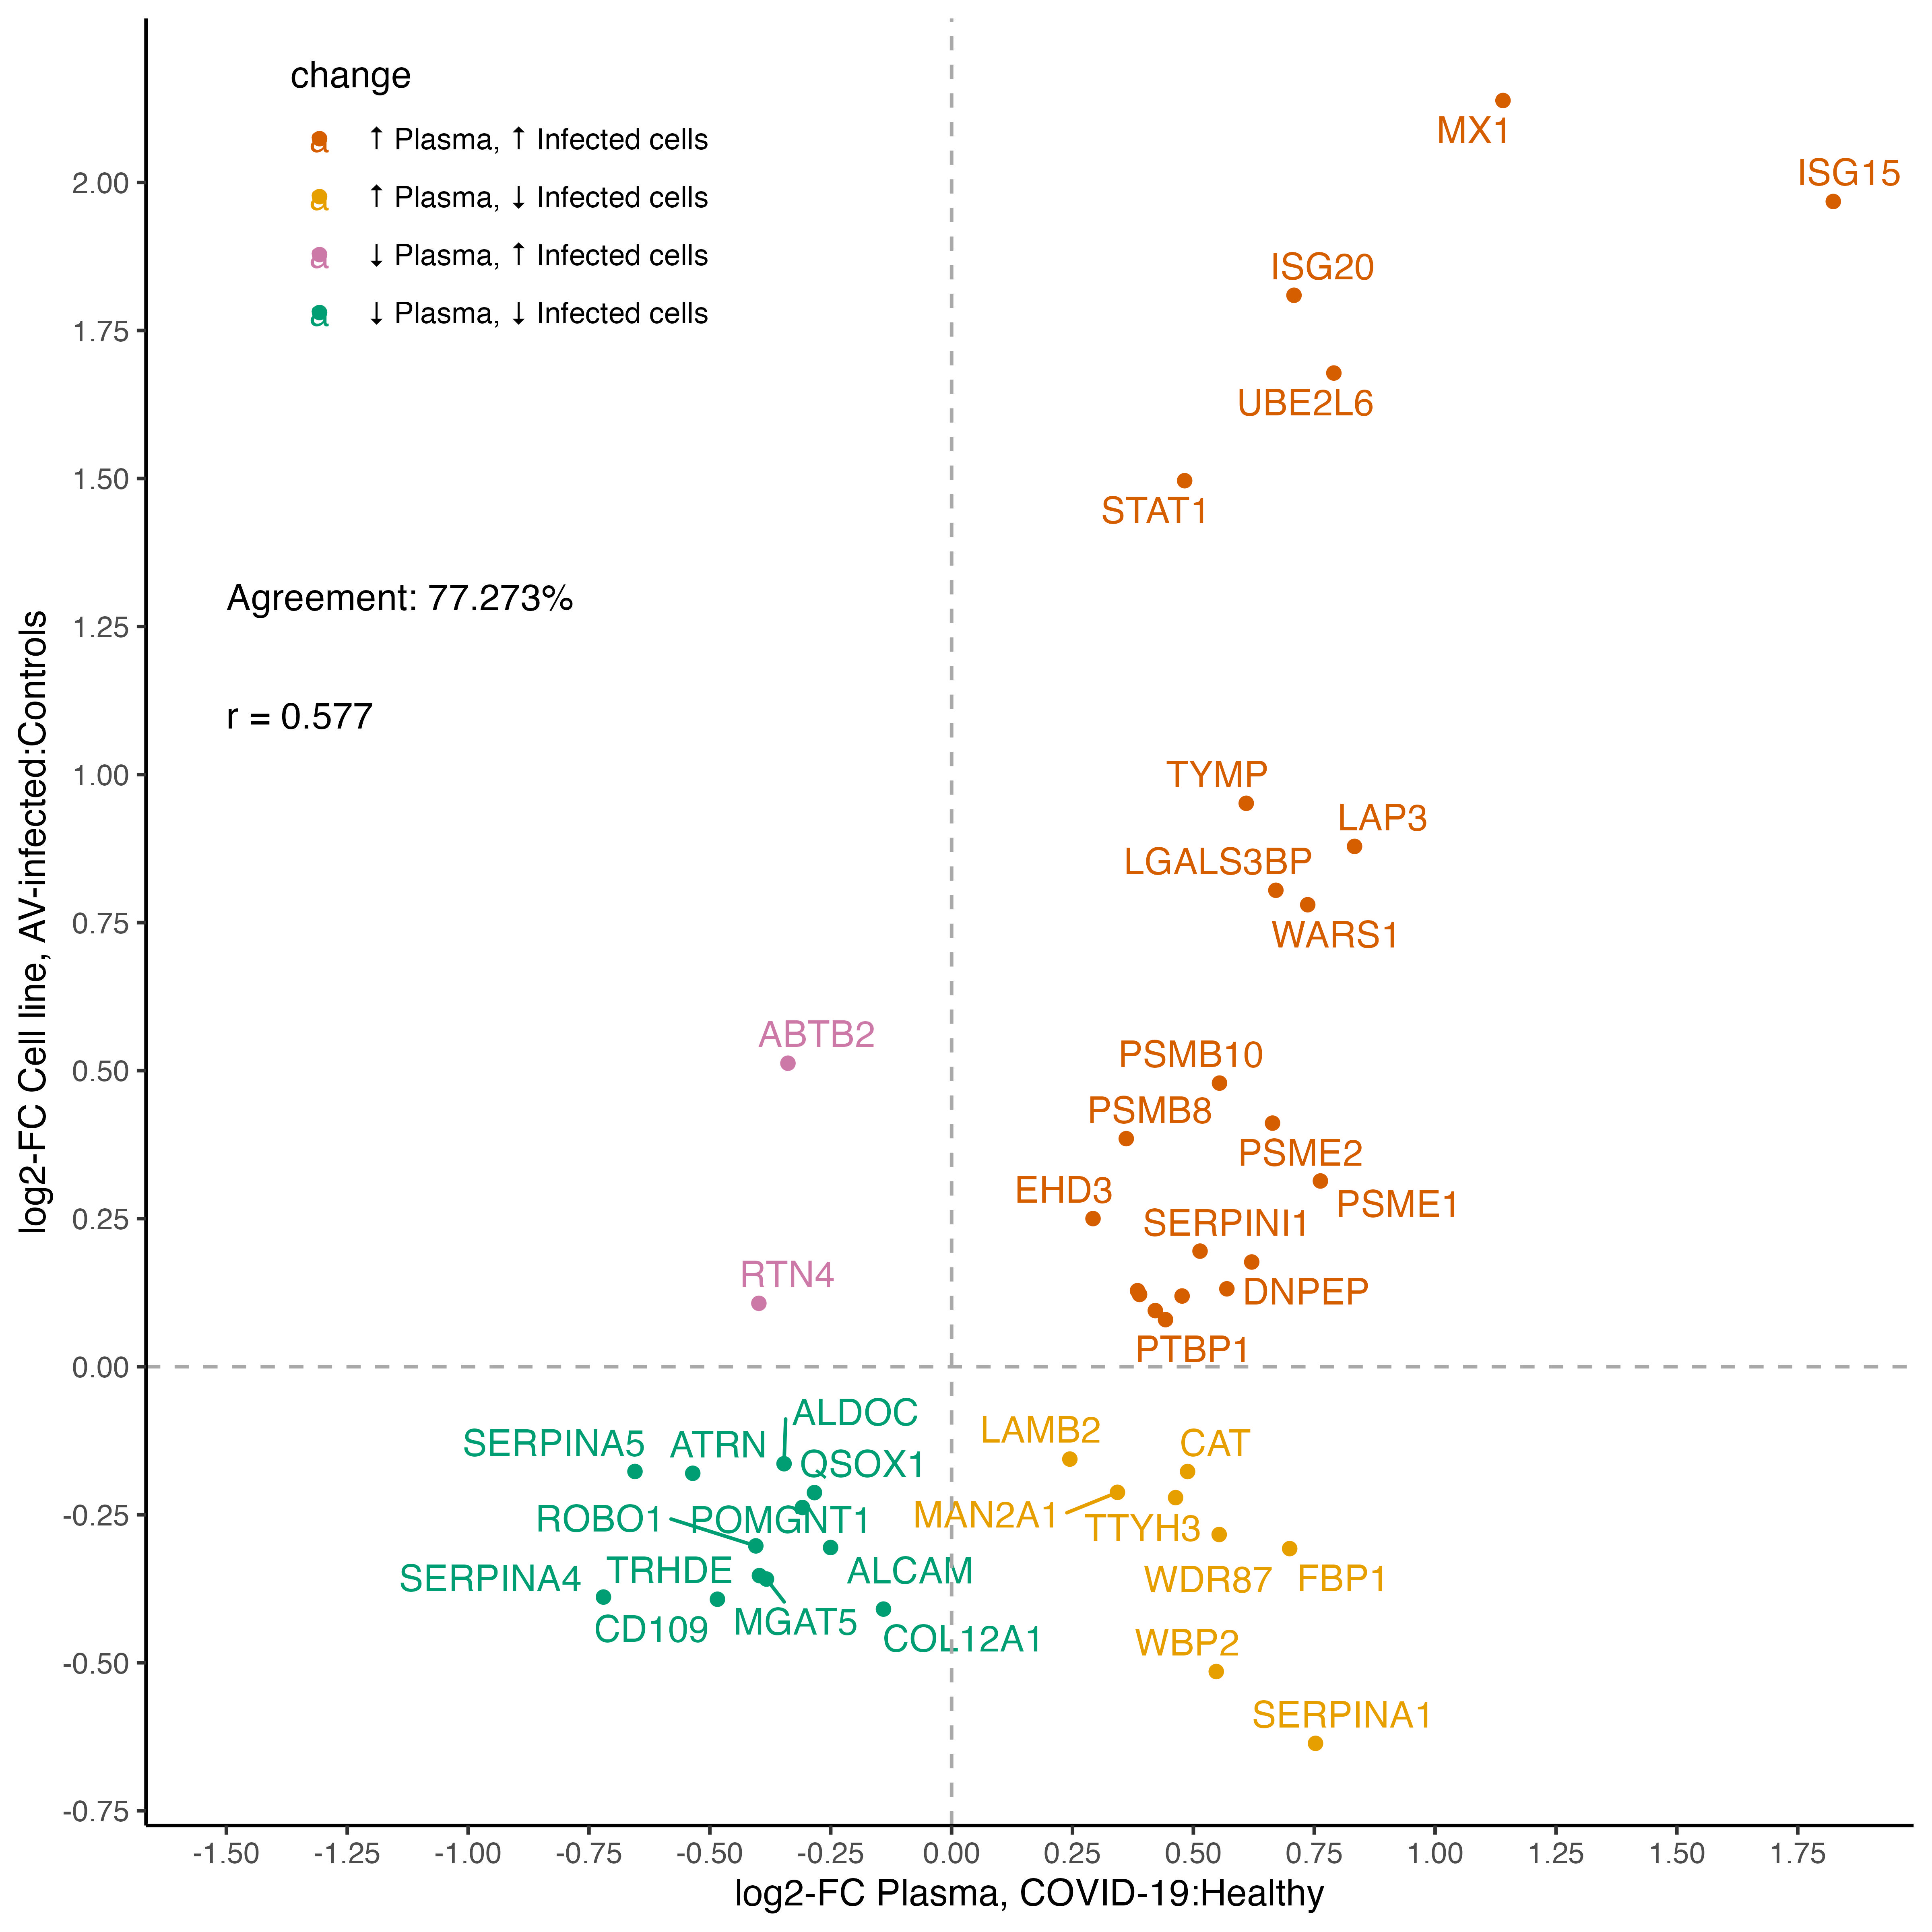 change
a ↑ Plasma, ↑ Infected cells
a ↑ Plasma, ↓ Infected cells
a ↓ Plasma, ↑ Infected cells
a ↓ Plasma, ↓ Infected cells
MX1
ISG15
ISG20
UBE2L6
STAT1
Agreement: 77.273%
r = 0.577
TYMP
LAP3
LGALS3BP
WARS1
ABTB2
PSMB10
PSMB8
PSME2
EHD3
PSME1
SERPINI1
RTN4
DNPEP
PTBP1
ALDOC
LAMB2
SERPINA5
ATRN
CAT
QSOX1
ROBO1
POMGNT1
MAN2A1
TTYH3
SERPINA4
TRHDE
ALCAM
WDR87
FBP1
CD109
MGAT5
COL12A1
WBP2
SERPINA1
log2-FC Cell line, AV-infected:Controls
2.00
1.75
1.50
1.25
1.00
0.75
0.50
0.25
0.00
-0.25
-0.50
-0.75
-1.50 -1.25 -1.00 -0.75 -0.50 -0.25 0.00 0.25 0.50 0.75 1.00 1.25 1.50 1.75
log2-FC Plasma, COVID-19:Healthy